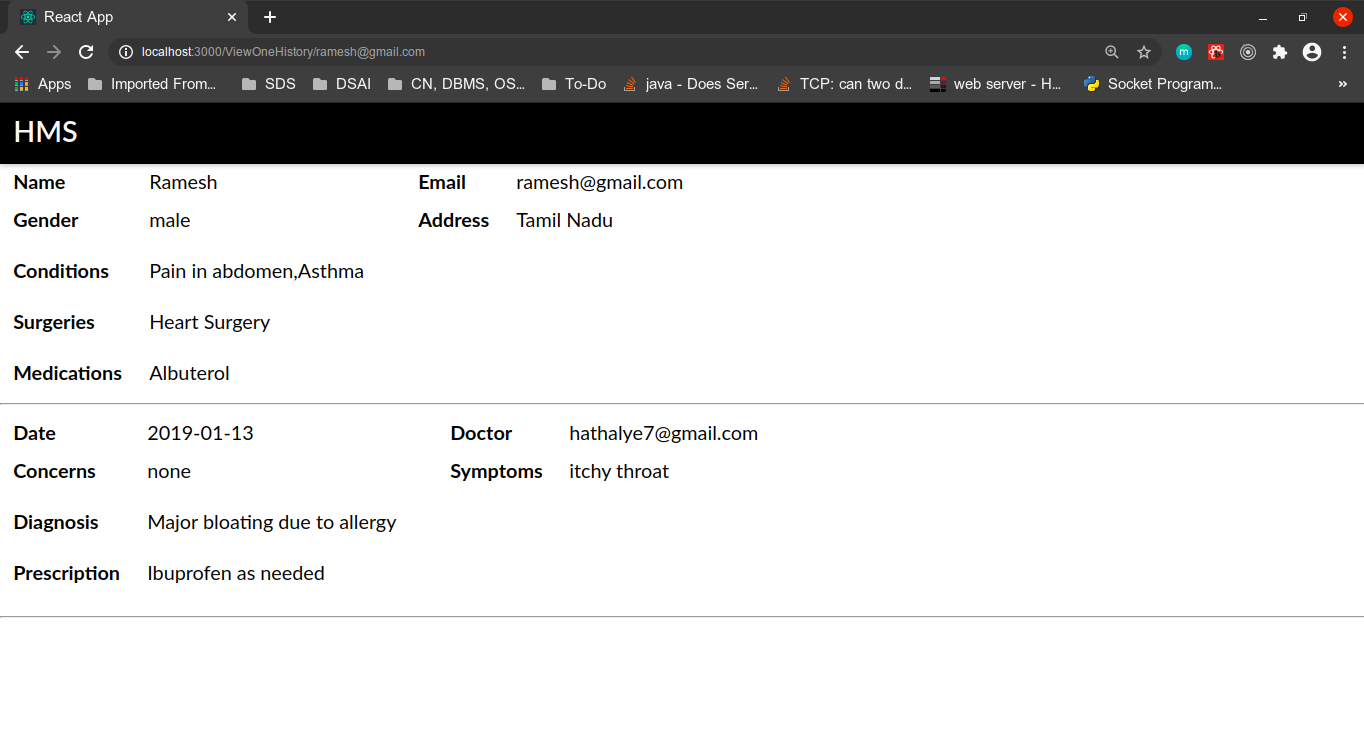 React App
localhost:3000/ViewOneHistory/ramesh@gmail.com
Apps Imported From... SDS DSAI CN, DBMS, OS... To-Do java - Does Ser... TCP: can two d... web server - H... Socket Program... »
HMS
Name Ramesh Email ramesh@gmail.com
Gender male Address Tamil Nadu
Conditions Pain in abdomen,Asthma
Surgeries Heart Surgery
Medications Albuterol
Date 2019-01-13 Doctor hathalye7@gmail.com
Concerns none Symptoms itchy throat
Diagnosis Major bloating due to allergy
Prescription Ibuprofen as needed